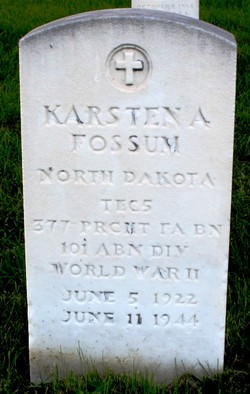 KARSTEN A
FOSSUM
NORTH DAKOTA
TEC5
377 PRCHT FA BN
101 ABN DIV
WORLD WAR II
JUNE 5 1922
JUNE 11 1944